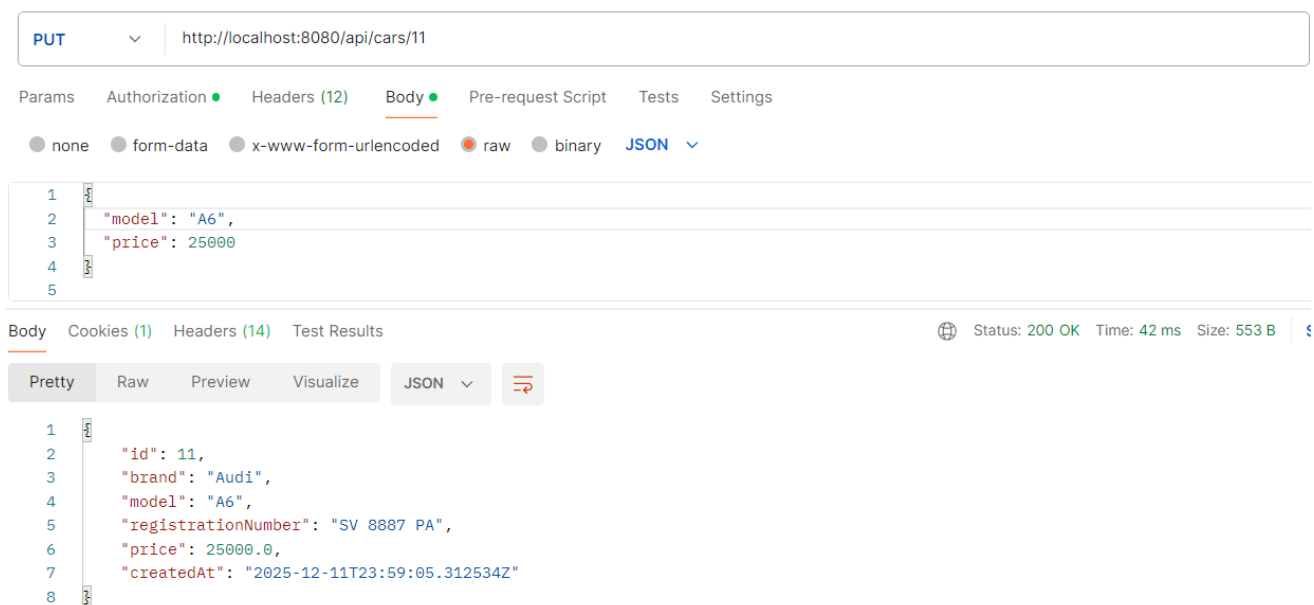 PUT http://localhost:8080/api/cars/11
Params Authorization Headers (12) Body Pre-request Script Tests Settings
none form-data x-www-form-urlencoded raw binary JSON
1 {
2 "model": "A6",
3 "price": 25000
4 }
5
Body Cookies (1) Headers (14) Test Results Status: 200 OK Time: 42 ms Size: 553 B
Pretty Raw Preview Visualize JSON
1 {
2 "id": 11,
3 "brand": "Audi",
4 "model": "A6",
5 "registrationNumber": "SV 8887 PA",
6 "price": 25000.0,
7 "createdAt": "2025-12-11T23:59:05.312534Z"
8 }